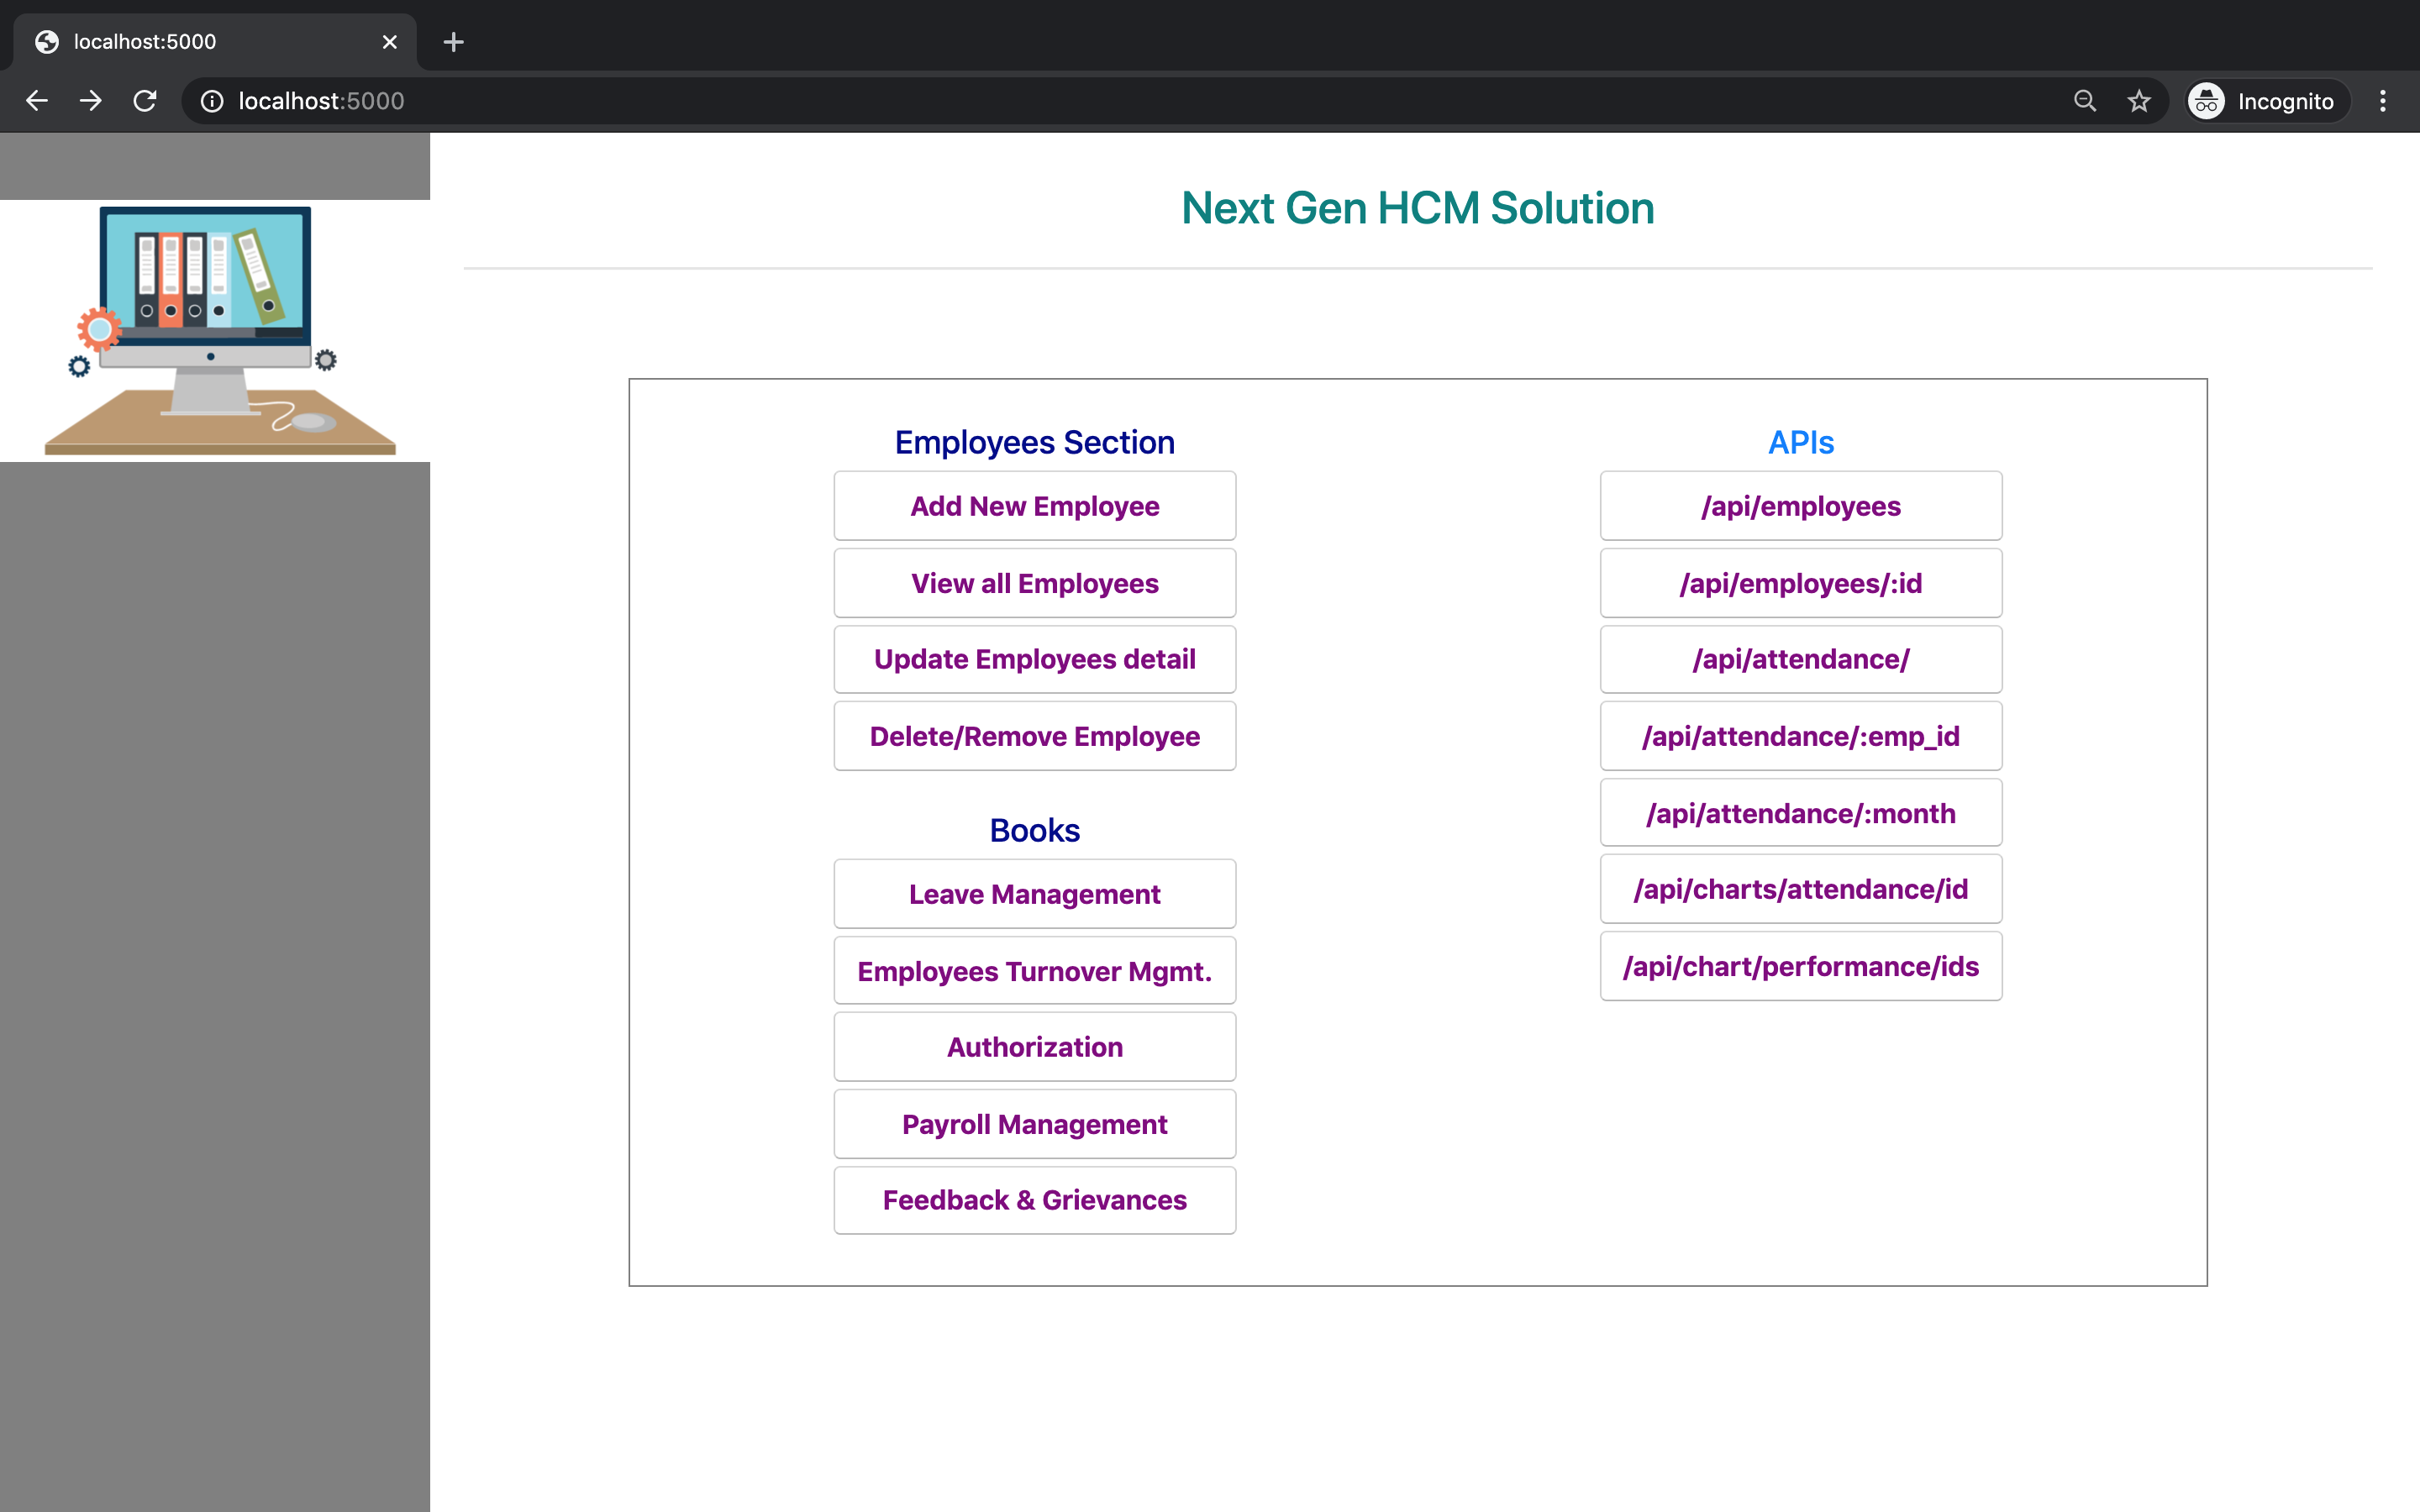 localhost:5000
localhost:5000
Incognito
Next Gen HCM Solution
Employees Section
Add New Employee
View all Employees
Update Employees detail
Delete/Remove Employee
Books
Leave Management
Employees Turnover Mgmt.
Authorization
Payroll Management
Feedback & Grievances
APIs
/api/employees
/api/employees/:id
/api/attendance/
/api/attendance/:emp_id
/api/attendance/:month
/api/charts/attendance/id
/api/chart/performance/ids